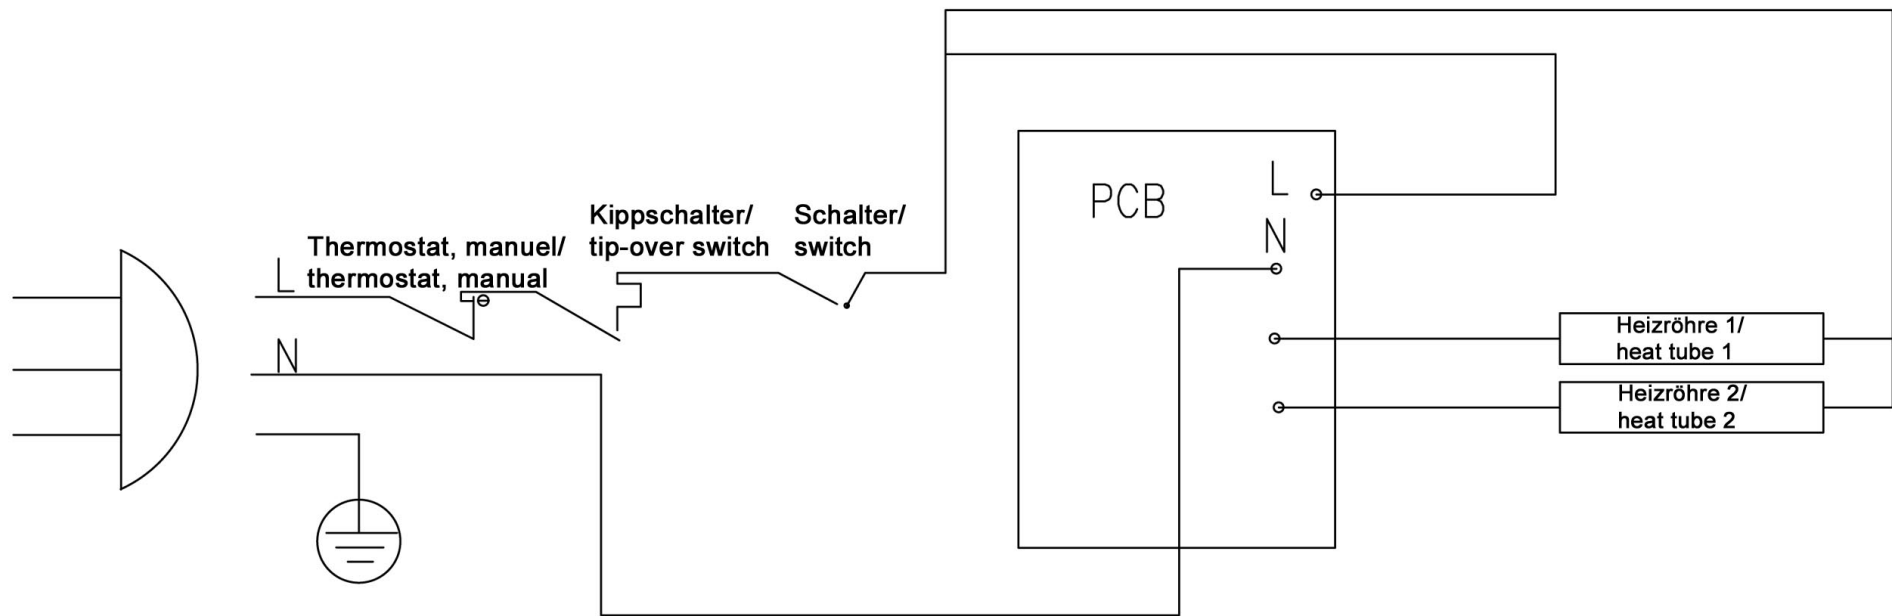 L
Thermostat, manuel/
thermostat, manual
Kippschalter/
tip-over switch
Schalter/
switch
N
PCB
L
N
Heizröhre 1/
heat tube 1
Heizröhre 2/
heat tube 2